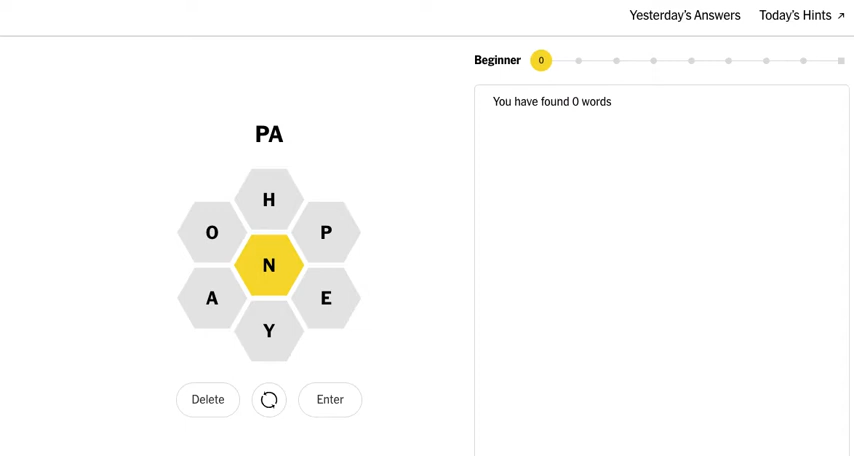 Yesterday's Answers Today's Hints ↗
Beginner 0
You have found 0 words
PA
H
O P
N
A E
Y
Delete Enter